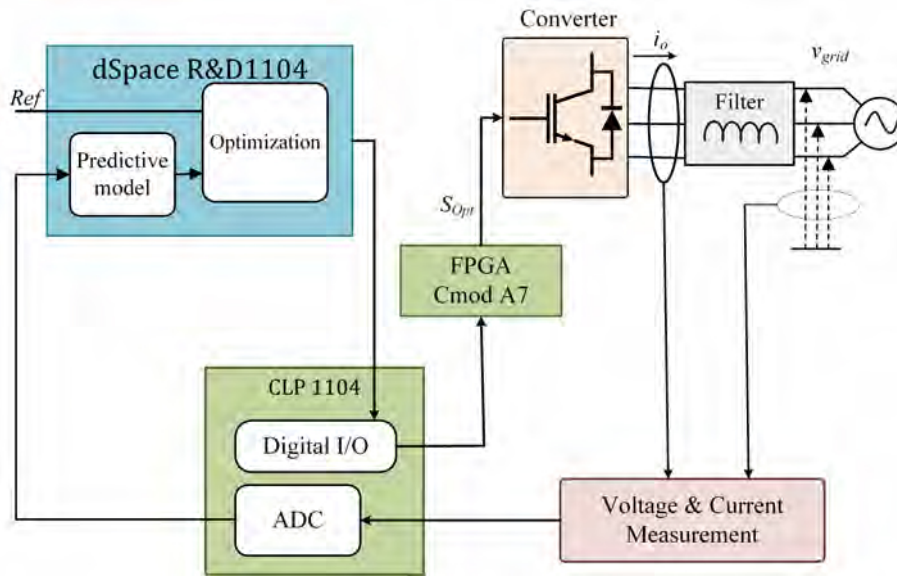 Converter
dSpace R&D1104
Ref
Optimization
Predictive
model
i_o
v_grid
Filter
S_Opt
FPGA
Cmod A7
CLP 1104
Digital I/O
ADC
Voltage & Current
Measurement